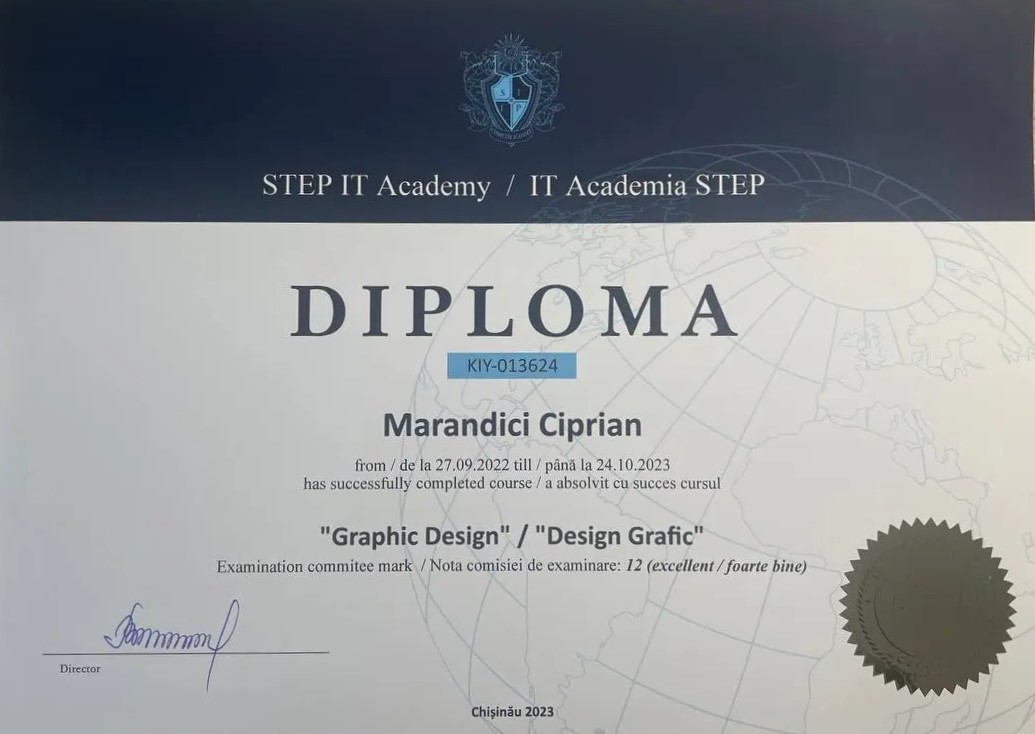 S I
I P
STEP IT Academy / IT Academia STEP
DIPLOMA
KIY-013624
Marandici Ciprian
from / de la 27.09.2022 till / până la 24.10.2023
has successfully completed course / a absolvit cu succes cursul
"Graphic Design" / "Design Grafic"
Examination commitee mark / Nota comisiei de examinare: 12 (excellent / foarte bine)
Director
Chișinău 2023